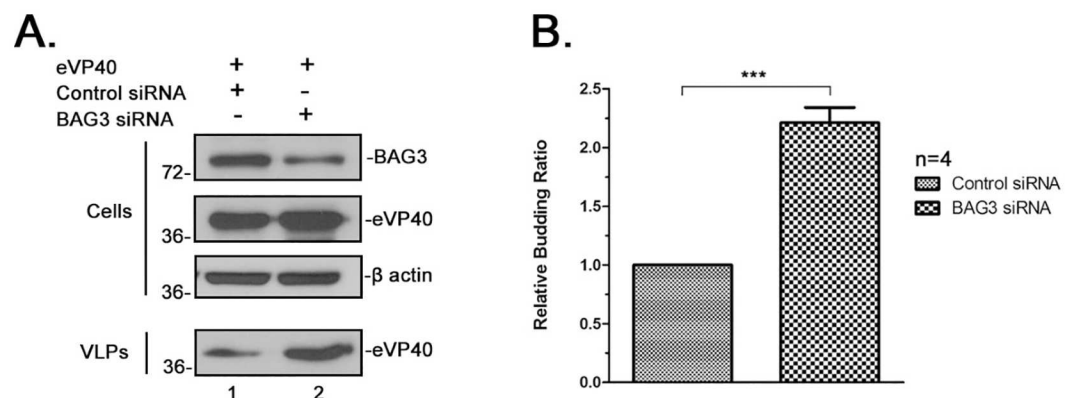 A.
eVP40 + +
Control siRNA + -
BAG3 siRNA - +
Cells
72-
-BAG3
36-
-eVP40
36-
-β actin
VLPs
36-
-eVP40
1 2
B.
***
Relative Budding Ratio
2.5
2.0
1.5
1.0
0.5
0.0
n=4
Control siRNA
BAG3 siRNA